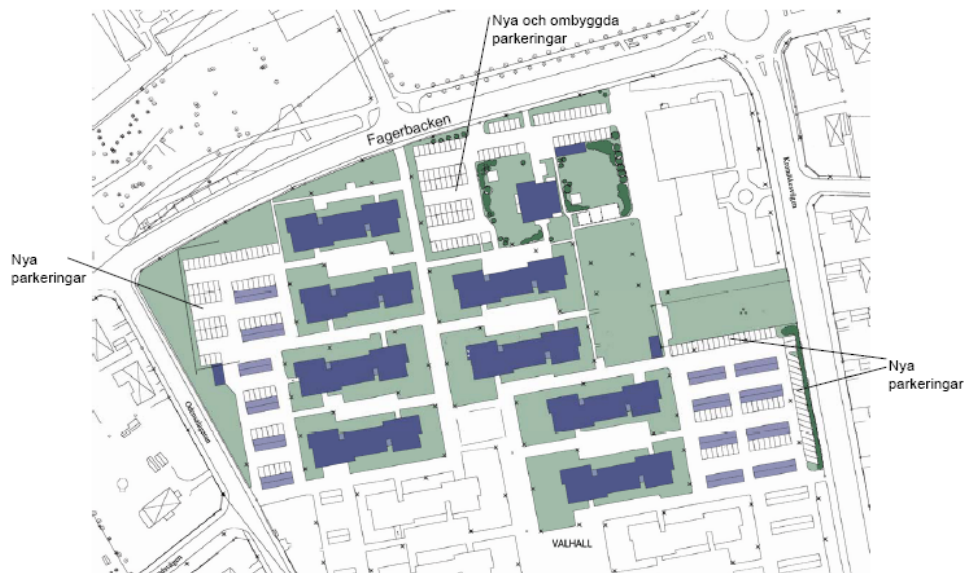 Nya och ombyggda
parkeringar
Fagerbacken
Nya
parkeringar
Nya
parkeringar
VALHALL